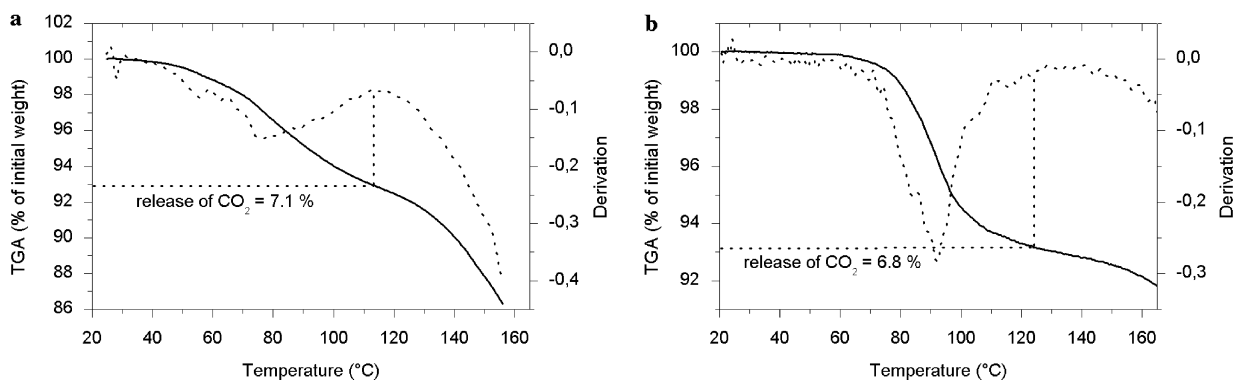 a
102
100
98
96
94
92
90
88
86
TGA (% of initial weight)
release of CO2 = 7.1 %
0,0
-0,1
-0,2
-0,3
-0,4
Derivation
20 40 60 80 100 120 140 160
Temperature (°C)
b
100
98
96
94
92
TGA (% of initial weight)
release of CO2 = 6.8 %
0,0
-0,1
-0,2
-0,3
Derivation
20 40 60 80 100 120 140 160
Temperature (°C)